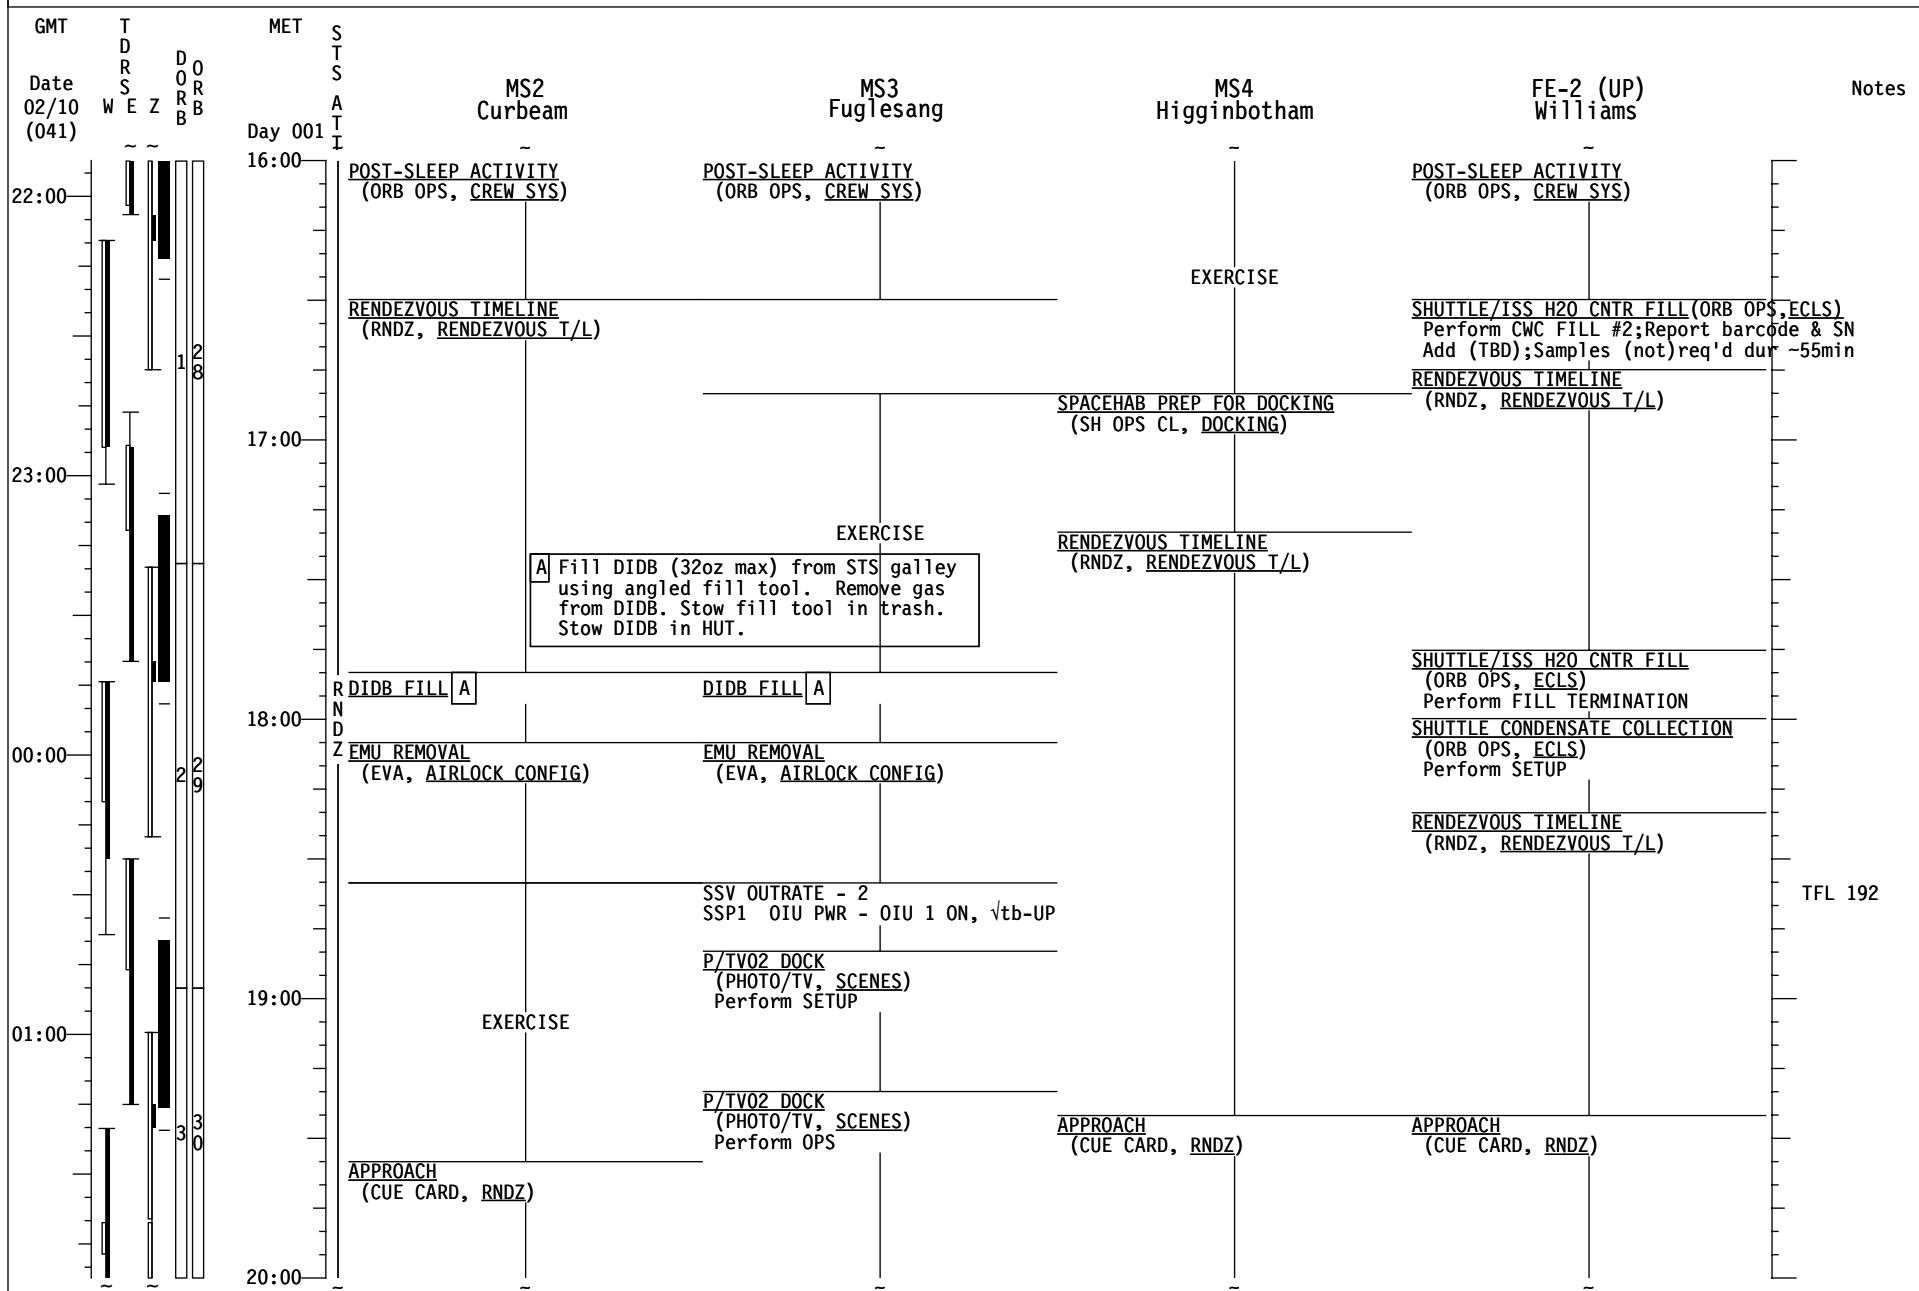 GMT
TDRS
W E Z
DORB
ORB
MET
STS ATT
Date
02/10
(041)
Day 001
MS2
Curbeam
MS3
Fuglesang
MS4
Higginbotham
FE-2 (UP)
Williams
Notes
~ ~ ~ ~ ~ ~ ~
16:00
POST-SLEEP ACTIVITY
(ORB OPS, CREW SYS)
POST-SLEEP ACTIVITY
(ORB OPS, CREW SYS)
POST-SLEEP ACTIVITY
(ORB OPS, CREW SYS)
22:00
EXERCISE
RENDEZVOUS TIMELINE
(RNDZ, RENDEZVOUS T/L)
SHUTTLE/ISS H2O CNTR FILL(ORB OPS,ECLS)
Perform CWC FILL #2;Report barcode & SN
Add (TBD);Samples (not)req'd dur ~55min
1
28
RENDEZVOUS TIMELINE
(RNDZ, RENDEZVOUS T/L)
SPACEHAB PREP FOR DOCKING
(SH OPS CL, DOCKING)
17:00
23:00
EXERCISE
RENDEZVOUS TIMELINE
(RNDZ, RENDEZVOUS T/L)
A Fill DIDB (32oz max) from STS galley
using angled fill tool. Remove gas
from DIDB. Stow fill tool in trash.
Stow DIDB in HUT.
SHUTTLE/ISS H2O CNTR FILL
(ORB OPS, ECLS)
Perform FILL TERMINATION
RNDZ
DIDB FILL A
DIDB FILL A
18:00
SHUTTLE CONDENSATE COLLECTION
(ORB OPS, ECLS)
Perform SETUP
00:00
EMU REMOVAL
(EVA, AIRLOCK CONFIG)
EMU REMOVAL
(EVA, AIRLOCK CONFIG)
2
29
RENDEZVOUS TIMELINE
(RNDZ, RENDEZVOUS T/L)
SSV OUTRATE - 2
SSP1 OIU PWR - OIU 1 ON, √tb-UP
TFL 192
P/TV02 DOCK
(PHOTO/TV, SCENES)
Perform SETUP
19:00
EXERCISE
01:00
P/TV02 DOCK
(PHOTO/TV, SCENES)
Perform OPS
3
30
APPROACH
(CUE CARD, RNDZ)
APPROACH
(CUE CARD, RNDZ)
APPROACH
(CUE CARD, RNDZ)
20:00
~ ~ ~ ~ ~ ~ ~